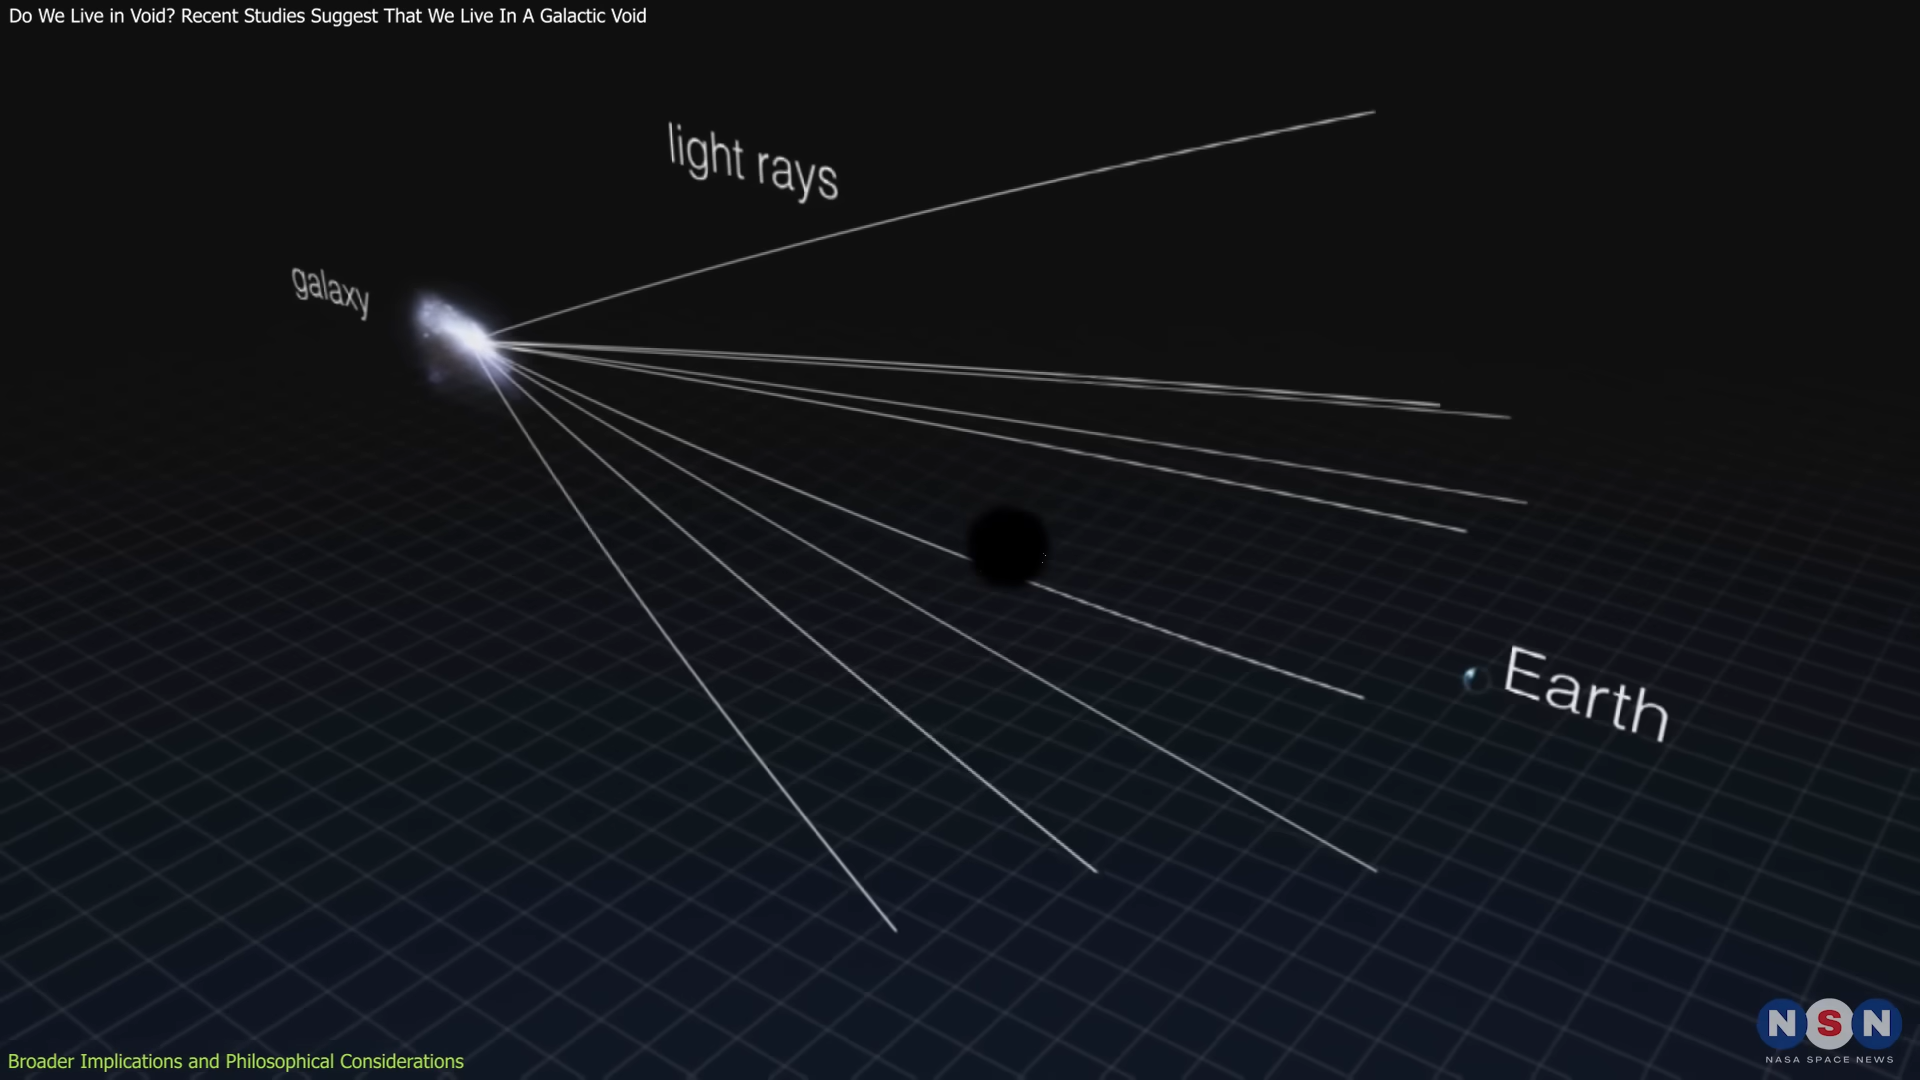 Do We Live in Void? Recent Studies Suggest That We Live In A Galactic Void
light rays
galaxy
Earth
NSN
NASA SPACE NEWS
Broader Implications and Philosophical Considerations